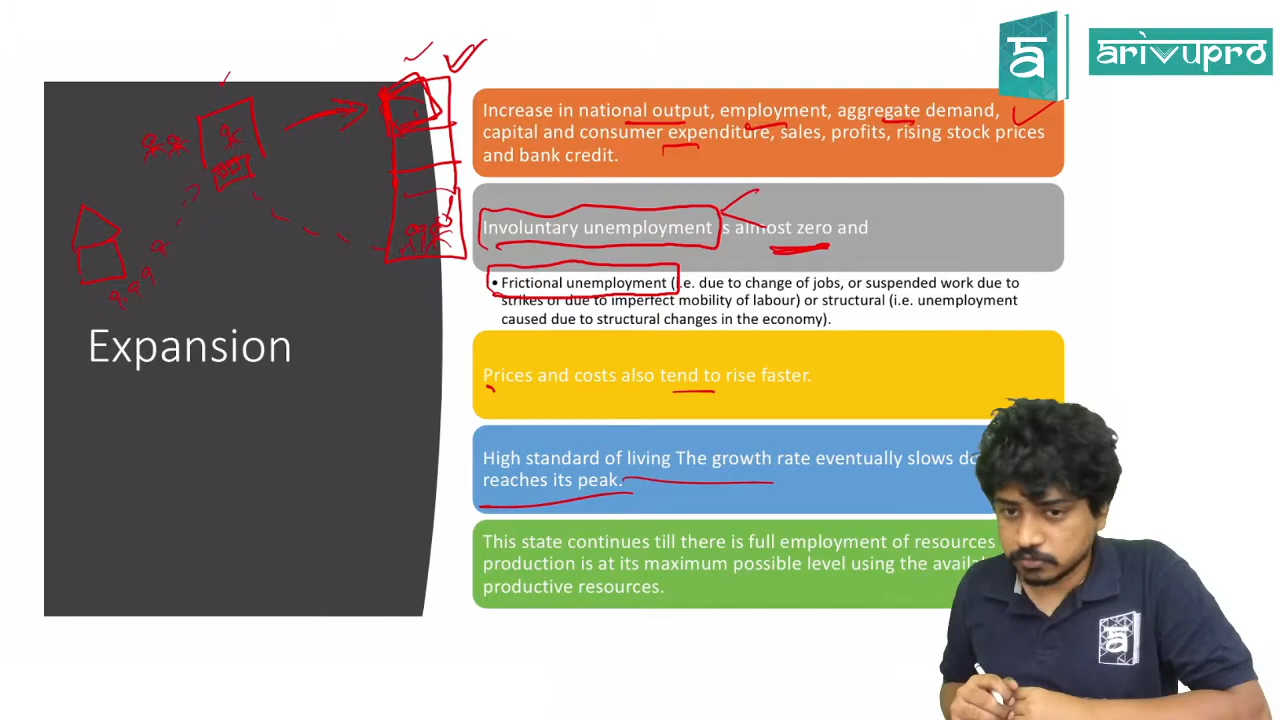 arivupro
Increase in national output, employment, aggregate demand,
capital and consumer expenditure, sales, profits, rising stock prices
and bank credit.
Involuntary unemployment is almost zero and
• Frictional unemployment (i.e. due to change of jobs, or suspended work due to
strikes or due to imperfect mobility of labour) or structural (i.e. unemployment
caused due to structural changes in the economy).
Expansion
Prices and costs also tend to rise faster.
High standard of living The growth rate eventually slows
reaches its peak.
This state continues till there is full employment of resources
production is at its maximum possible level using the
productive resources.